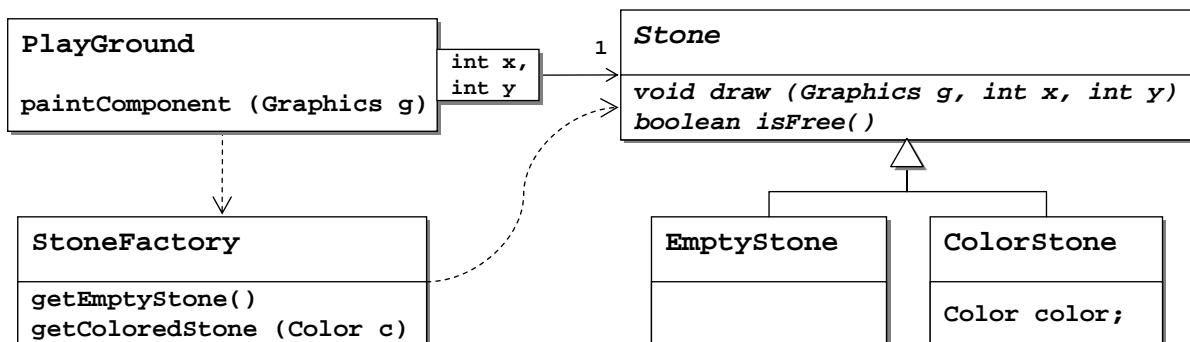 PlayGround
paintComponent (Graphics g)
int x,
int y
1
Stone
void draw (Graphics g, int x, int y)
boolean isFree()
StoneFactory
getEmptyStone()
getColoredStone (Color c)
EmptyStone
ColorStone
Color color;